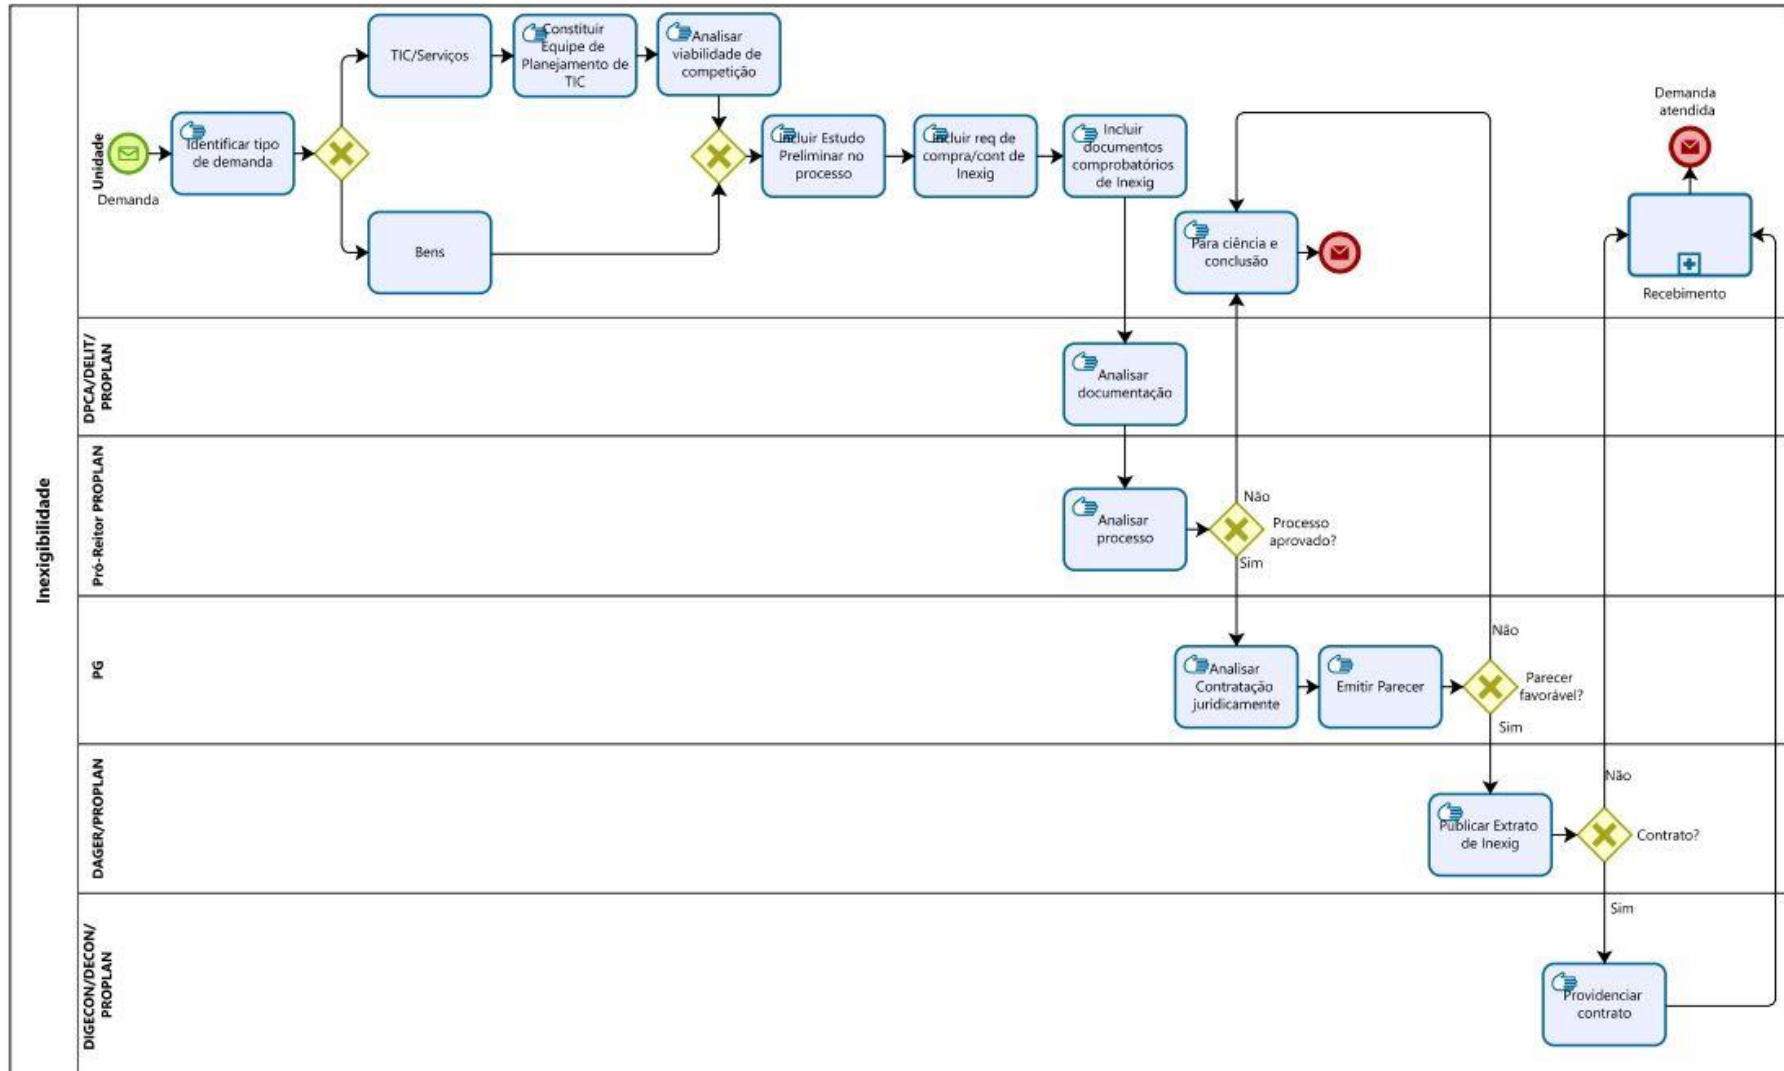 Inexigibilidade
Unidade
Demanda
Identificar tipo
de demanda
TIC/Serviços
Constituir
Equipe de
Planejamento de
TIC
Analisar
viabilidade de
competição
Bens
Incluir Estudo
Preliminar no
processo
Incluir req de
compra/cont de
Inexig
Incluir
documentos
comprobatórios
de Inexig
Para ciência e
conclusão
Demanda
atendida
Recebimento
DPCA/DELIT/
PROPLAN
Analisar
documentação
Pró-Reitor PROPLAN
Analisar
processo
Não
Processo
aprovado?
Sim
PG
Analisar
Contratação
juridicamente
Emitir Parecer
Não
Parecer
favorável?
Sim
DAGER/PROPLAN
Publicar Extrato
de Inexig
Não
Contrato?
Sim
DIGECON/DECON/
PROPLAN
Providenciar
contrato